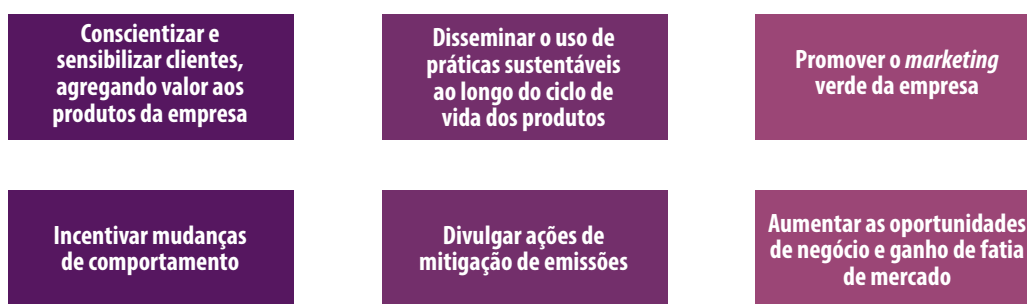 Conscientizar e
sensibilizar clientes,
agregando valor aos
produtos da empresa
Disseminar o uso de
práticas sustentáveis
ao longo do ciclo de
vida dos produtos
Promover o marketing
verde da empresa
Incentivar mudanças
de comportamento
Divulgar ações de
mitigação de emissões
Aumentar as oportunidades
de negócio e ganho de fatia
de mercado